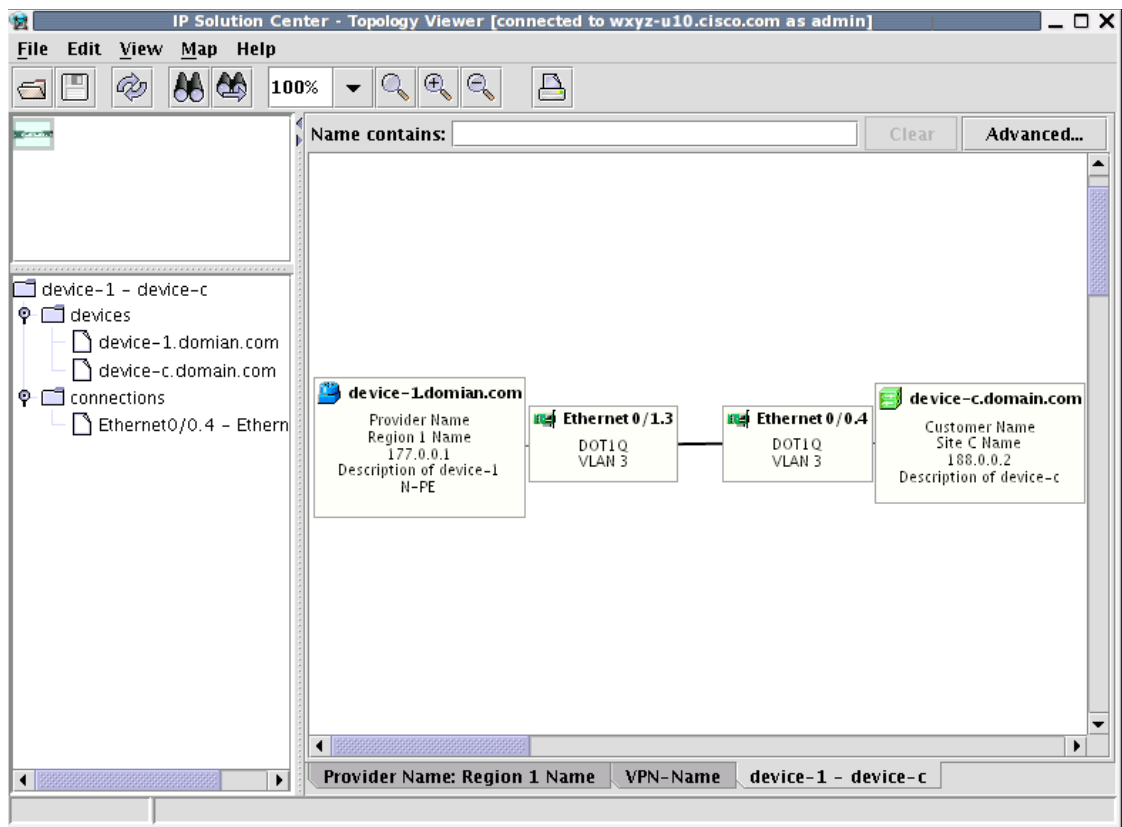 IP Solution Center - Topology Viewer [connected to wxyz-u10.cisco.com as admin]
File Edit View Map Help
100%
Name contains:
Clear
Advanced...
device-1 - device-c
devices
device-1.domian.com
device-c.domain.com
connections
Ethernet0/0.4 - Ethern
device-1.domian.com
Provider Name
Region 1 Name
177.0.0.1
Description of device-1
N-PE
Ethernet0/1.3
DOT1Q
VLAN 3
Ethernet0/0.4
DOT1Q
VLAN 3
device-c.domain.com
Customer Name
Site C Name
188.0.0.2
Description of device-c
Provider Name: Region 1 Name
VPN-Name
device-1 - device-c